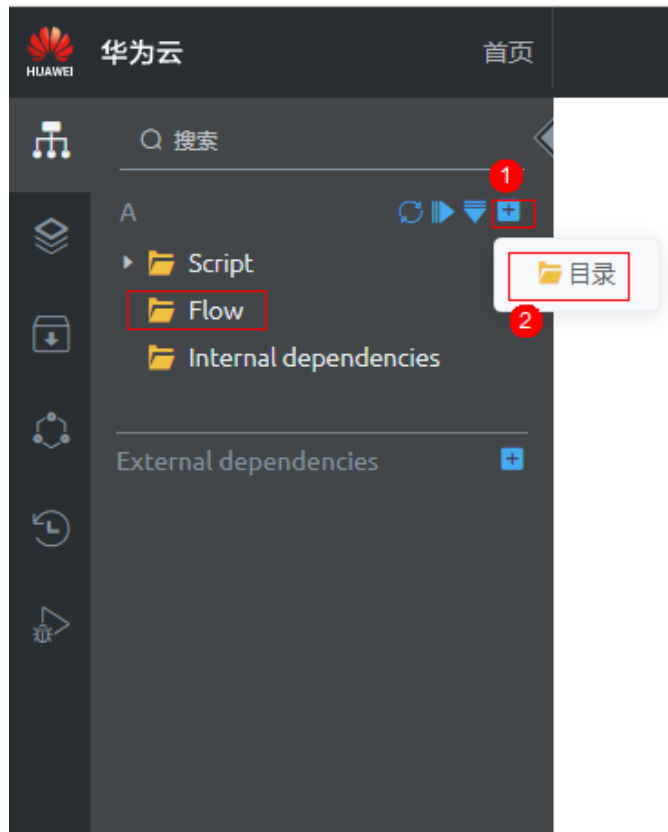 HUAWEI 华为云 首页
搜索
1
A
Script
目录
Flow
2
Internal dependencies
External dependencies